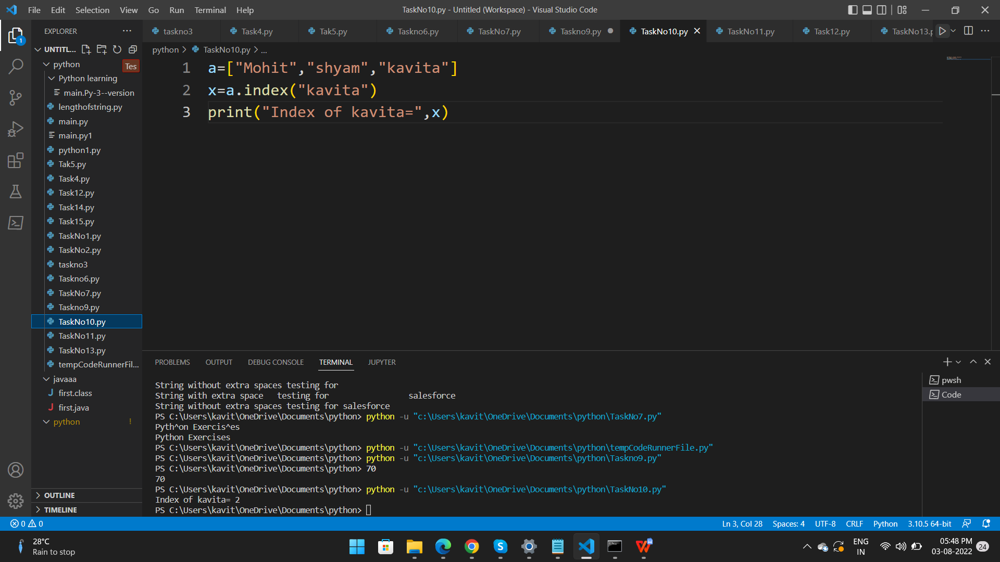 File Edit Selection View Go Run Terminal Help
TaskNo10.py - Untitled (Workspace) - Visual Studio Code
EXPLORER
1
UNTITL...
python
Tes
Python learning
main.Py-3--version
lengthofstring.py
main.py
main.py1
python1.py
Tak5.py
Task4.py
Task12.py
Task14.py
Task15.py
TaskNo1.py
TaskNo2.py
taskno3
Taskno6.py
TaskNo7.py
Taskno9.py
TaskNo10.py
TaskNo11.py
TaskNo13.py
tempCodeRunnerFil...
javaaa
J first.class
J first.java
python !
OUTLINE
TIMELINE
taskno3 Task4.py Tak5.py Taskno6.py TaskNo7.py Taskno9.py TaskNo10.py TaskNo11.py Task12.py TaskNo13.p
python > TaskNo10.py > ...
1 a=["Mohit","shyam","kavita"]
2 x=a.index("kavita")
3 print("Index of kavita=",x)
PROBLEMS OUTPUT DEBUG CONSOLE TERMINAL JUPYTER
String without extra spaces testing for
String with extra space   testing for                 salesforce
String without extra spaces testing for salesforce
PS C:\Users\kavit\OneDrive\Documents\python> python -u "c:\Users\kavit\OneDrive\Documents\python\TaskNo7.py"
Pyth^on Exercis^es
Python Exercises
PS C:\Users\kavit\OneDrive\Documents\python> python -u "c:\Users\kavit\OneDrive\Documents\python\tempCodeRunnerFile.py"
PS C:\Users\kavit\OneDrive\Documents\python> python -u "c:\Users\kavit\OneDrive\Documents\python\Taskno9.py"
PS C:\Users\kavit\OneDrive\Documents\python> 70
70
PS C:\Users\kavit\OneDrive\Documents\python> python -u "c:\Users\kavit\OneDrive\Documents\python\TaskNo10.py"
Index of kavita= 2
PS C:\Users\kavit\OneDrive\Documents\python>
pwsh
Code
0 0
Ln 3, Col 28 Spaces: 4 UTF-8 CRLF Python 3.10.5 64-bit
28°C
Rain to stop
ENG
IN
05:48 PM
03-08-2022
24